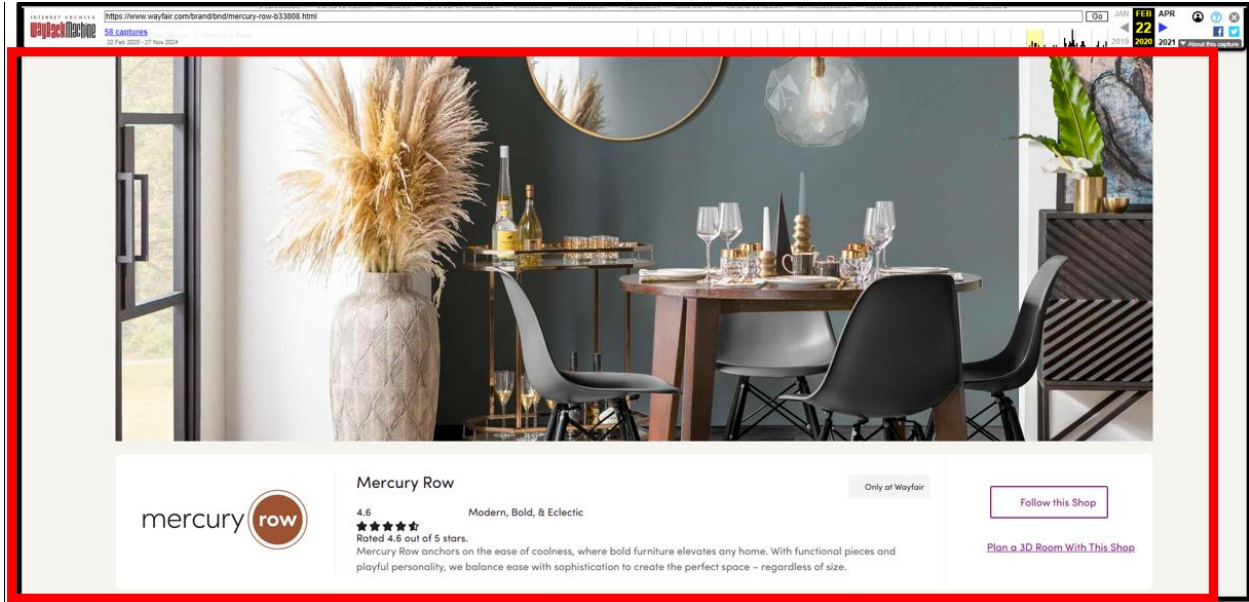 INTERNET ARCHIVE
WayBackMachine
https://www.wayfair.com/brand/bnd/mercury-row-b33808.html
Go
JAN FEB APR
58 captures
22
22 Feb 2020 - 27 Nov 2024
2019 2020 2021
About this capture
mercury row
Mercury Row
Only at Wayfair
4.6
Modern, Bold, & Eclectic
Rated 4.6 out of 5 stars.
Mercury Row anchors on the ease of coolness, where bold furniture elevates any home. With functional pieces and
playful personality, we balance ease with sophistication to create the perfect space – regardless of size.
Follow this Shop
Plan a 3D Room With This Shop